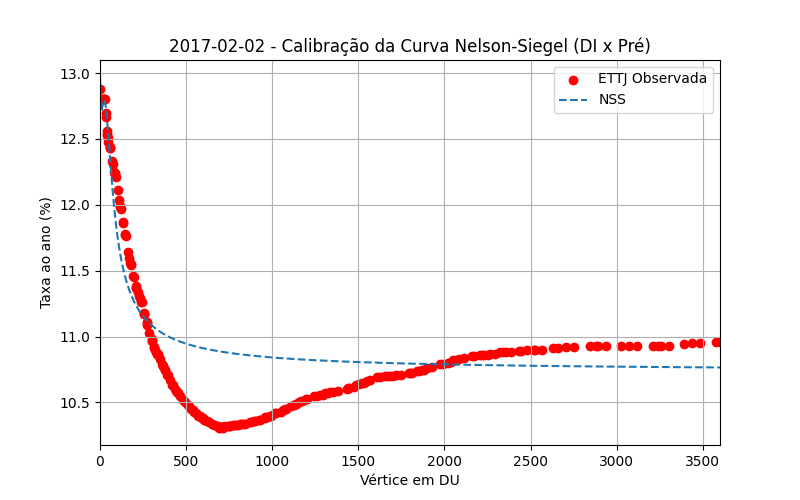 2017-02-02 - Calibração da Curva Nelson-Siegel (DI x Pré)
ETTJ Observada
NSS
Taxa ao ano (%)
13.0
12.5
12.0
11.5
11.0
10.5
0 500 1000 1500 2000 2500 3000 3500
Vértice em DU